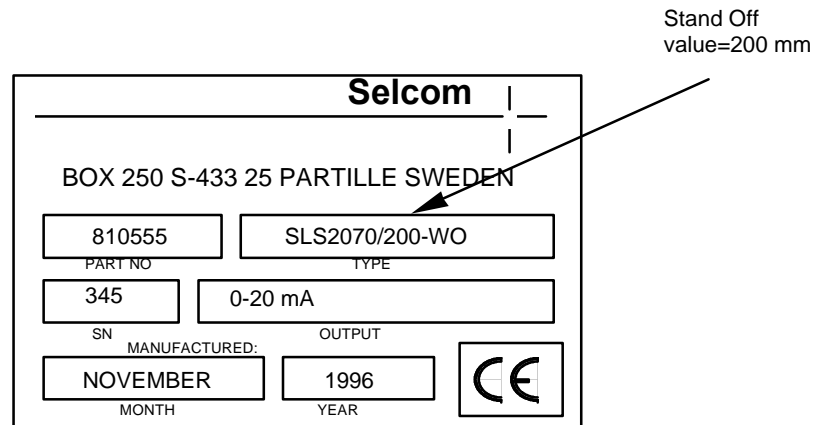 Stand Off
value=200 mm
Selcom
BOX 250 S-433 25 PARTILLE SWEDEN
810555 SLS2070/200-WO
PART NO TYPE
345 0-20 mA
SN OUTPUT
MANUFACTURED:
NOVEMBER 1996
MONTH YEAR
CE